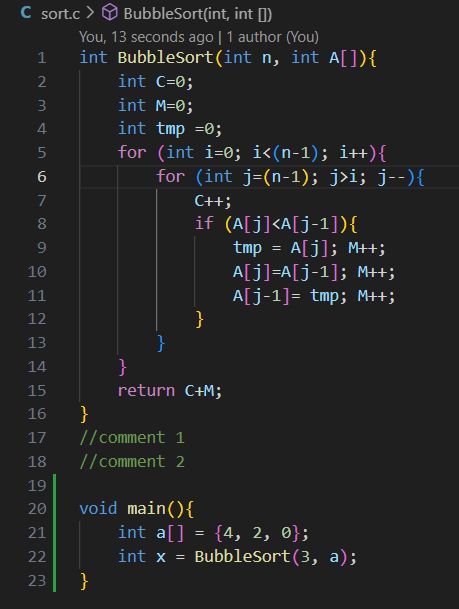 C sort.c > BubbleSort(int, int [])
You, 13 seconds ago | 1 author (You)
1 int BubbleSort(int n, int A[]){
2     int C=0;
3     int M=0;
4     int tmp =0;
5     for (int i=0; i<(n-1); i++){
6         for (int j=(n-1); j>i; j--){
7             C++;
8             if (A[j]<A[j-1]){
9                 tmp = A[j]; M++;
10                 A[j]=A[j-1]; M++;
11                 A[j-1]= tmp; M++;
12             }
13         }
14     }
15     return C+M;
16 }
17 //comment 1
18 //comment 2
19
20 void main(){
21     int a[] = {4, 2, 0};
22     int x = BubbleSort(3, a);
23 }